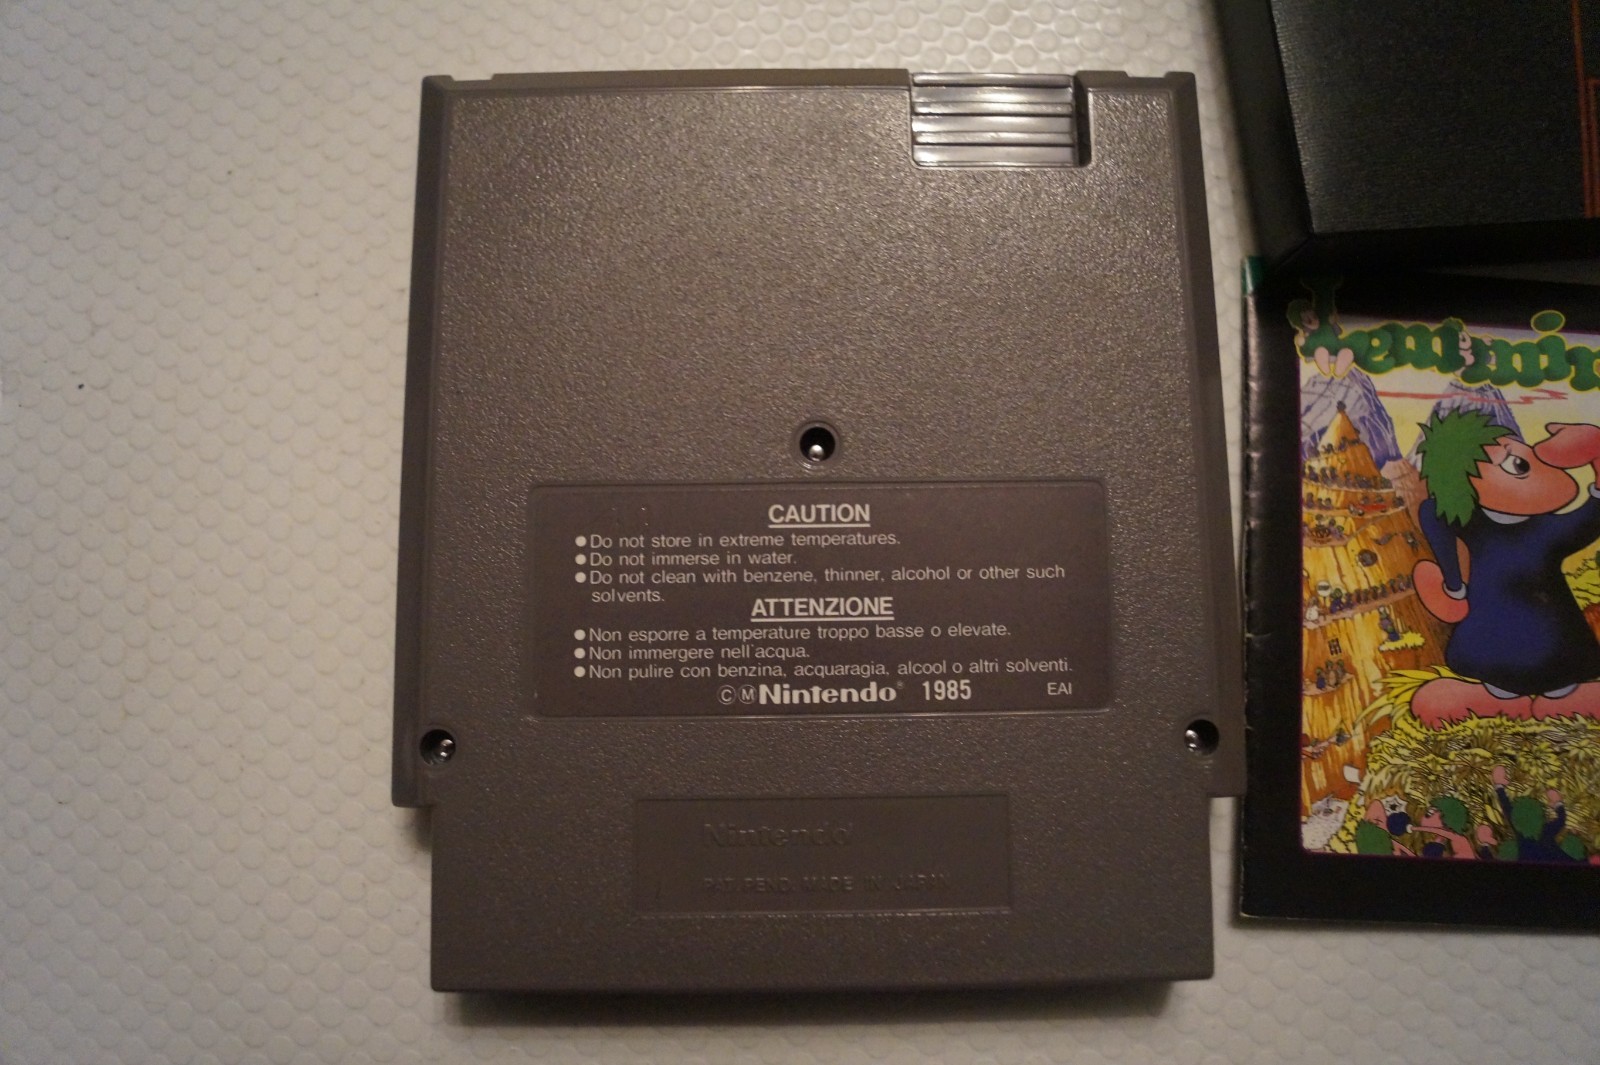 CAUTION
●Do not store in extreme temperatures.
●Do not immerse in water.
●Do not clean with benzene, thinner, alcohol or other such
solvents.
ATTENZIONE
●Non esporre a temperature troppo basse o elevate.
●Non immergere nell'acqua.
●Non pulire con benzina, acquaragia, alcool o altri solventi.
ⒸⓂNintendo® 1985 EAI
Nintendo
PAT. PEND. MADE IN JAPAN
Lemmin